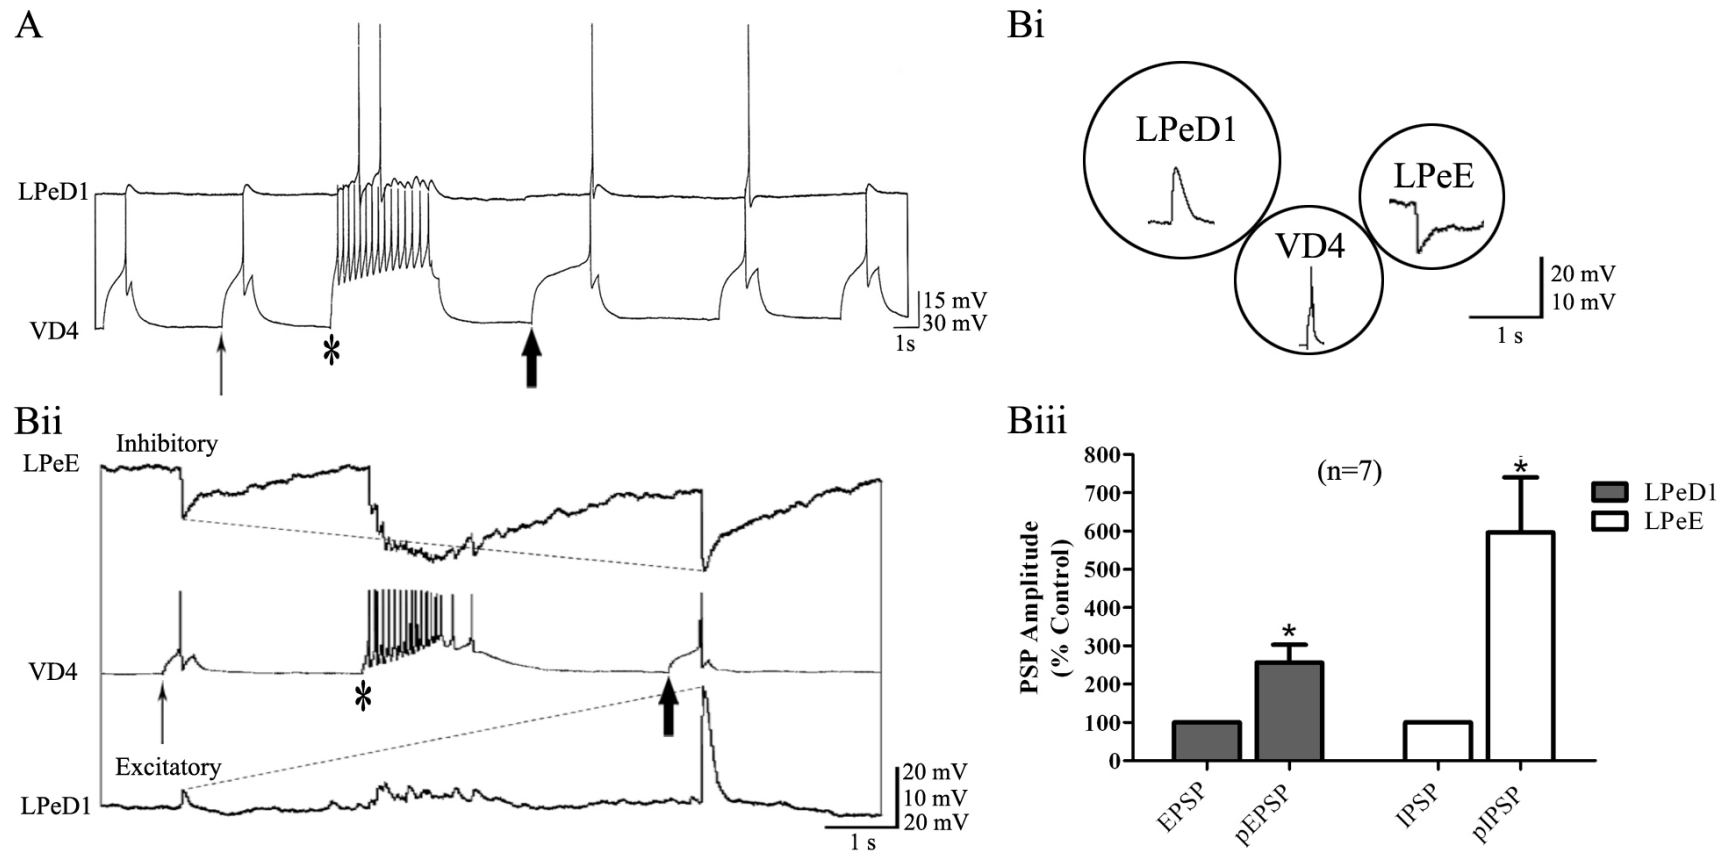 A
LPeD1
VD4
15 mV
30 mV
1s
*
Bi
LPeD1
LPeE
VD4
20 mV
10 mV
1 s
Bii
Inhibitory
LPeE
VD4
*
Excitatory
LPeD1
20 mV
10 mV
20 mV
1 s
Biii
PSP Amplitude
(% Control)
800
700
600
500
400
300
200
100
0
(n=7)
*
*
EPSP
pEPSP
IPSP
pIPSP
LPeD1
LPeE